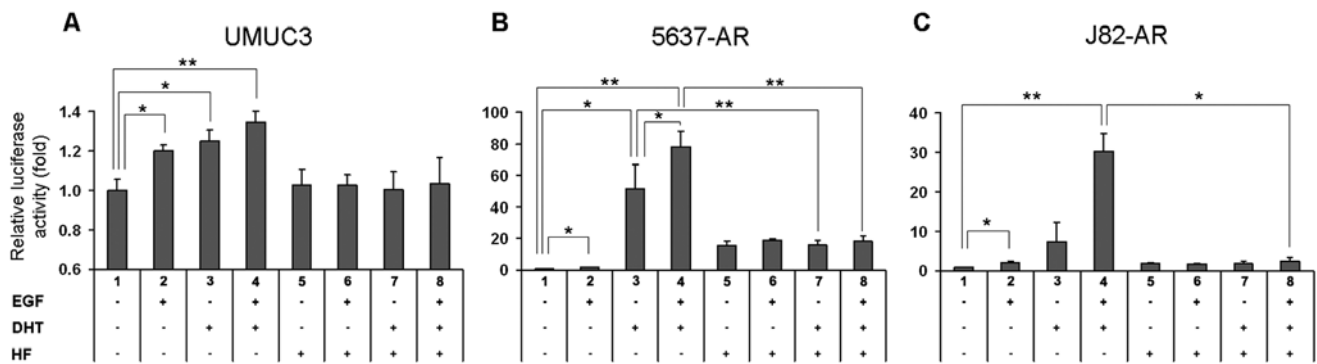 A
UMUC3
B
5637-AR
C
J82-AR
Relative luciferase
activity (fold)
1.4
1.2
1.0
0.8
0.6
** * *
100
80
60
40
20
0
** ** * ** * *
40
30
20
10
0
** * *
1 2 3 4 5 6 7 8 1 2 3 4 5 6 7 8 1 2 3 4 5 6 7 8
EGF - + - + - + - + - + - + - + - + - + - + - + - +
DHT - - + + - - + + - - + + - - + + - - + + - - + +
HF - - - - + + + + - - - - + + + + - - - - + + + +